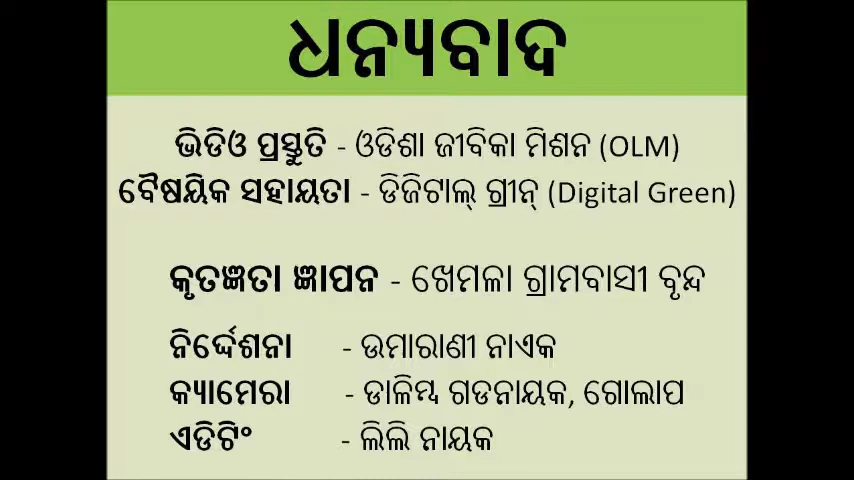 ଧନ୍ୟବାଦ
ଭିଡିଓ ପ୍ରସ୍ତୁତି - ଓଡିଶା ଜୀବିକା ମିଶନ (OLM)
ବୈଷୟିକ ସହାୟତା - ଡିଜିଟାଲ୍ ଗ୍ରୀନ୍ (Digital Green)
କୃତଜ୍ଞତା ଜ୍ଞାପନ - ଖେମଳା ଗ୍ରାମବାସୀ ବୃନ୍ଦ
ନିର୍ଦ୍ଦେଶନା - ଉମାରାଣୀ ନାଏକ
କ୍ୟାମେରା - ଡାଳିମ୍ବ ଗଡନାୟକ, ଗୋଲାପ
ଏଡିଟିଂ - ଲିଲି ନାୟକ